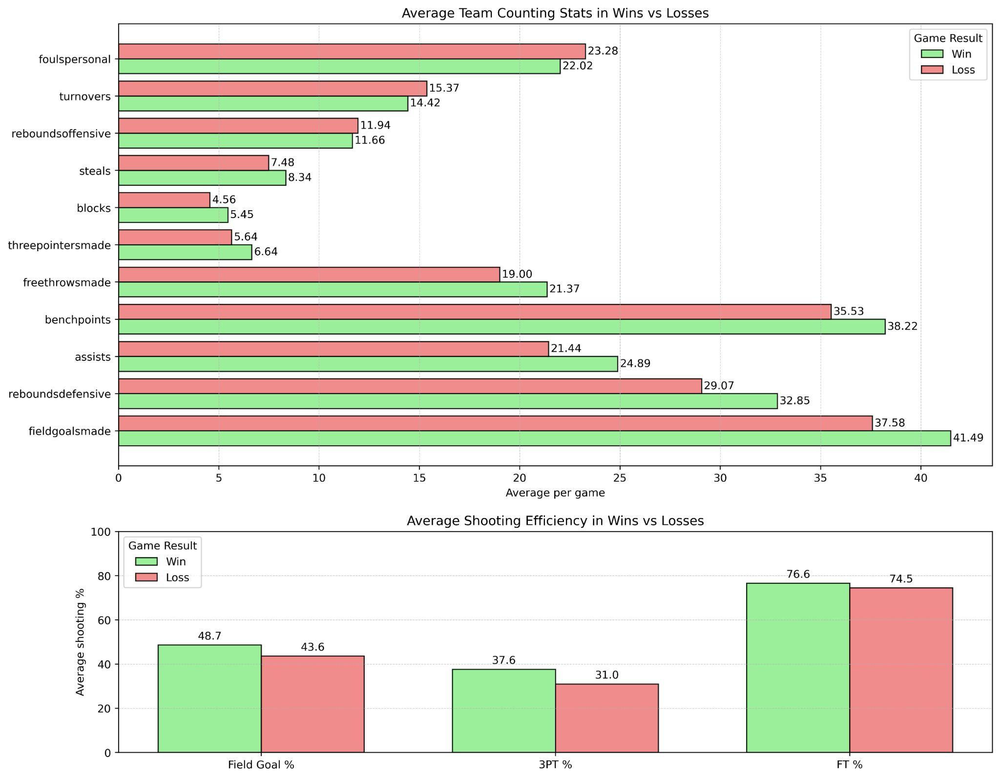 Average Team Counting Stats in Wins vs Losses
Game Result
Win
Loss
foulspersonal
23.28
22.02
turnovers
15.37
14.42
reboundsoffensive
11.94
11.66
steals
7.48
8.34
blocks
4.56
5.45
threepointersmade
5.64
6.64
freethrowsmade
19.00
21.37
benchpoints
35.53
38.22
assists
21.44
24.89
reboundsdefensive
29.07
32.85
fieldgoalsmade
37.58
41.49
0 5 10 15 20 25 30 35 40
Average per game
Average Shooting Efficiency in Wins vs Losses
Game Result
Win
Loss
Average shooting %
100
80
60
40
20
0
48.7
43.6
37.6
31.0
76.6
74.5
Field Goal % 3PT % FT %